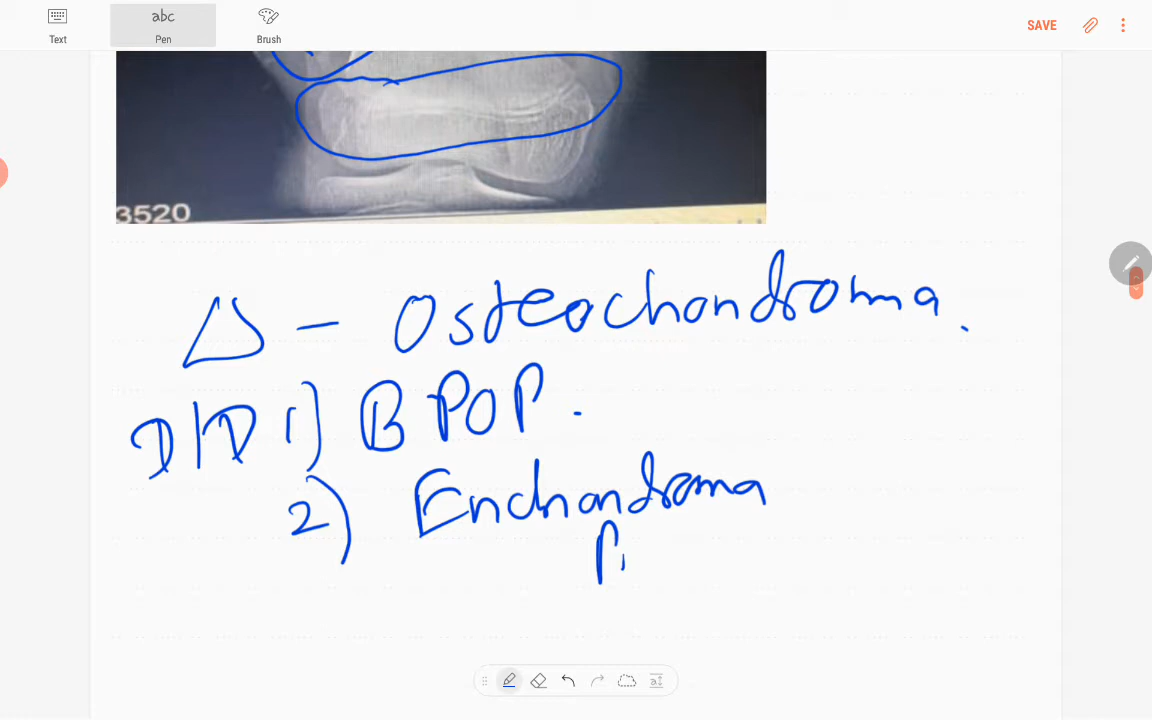 abc
Text
Pen
Brush
SAVE
3520
Δ - Osteochondroma.
D/D 1) BPOP.
2) Enchondroma
P